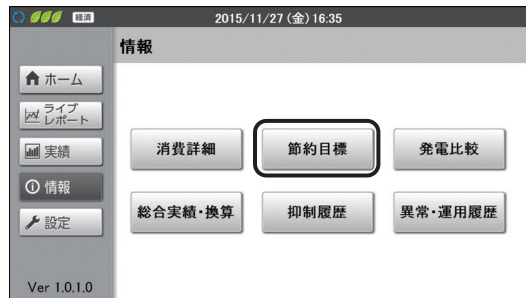 経済
2015/11/27(金)16:35
情報
ホーム
ライブ
レポート
実績
情報
設定
消費詳細
節約目標
発電比較
総合実績・換算
抑制履歴
異常・運用履歴
Ver 1.0.1.0